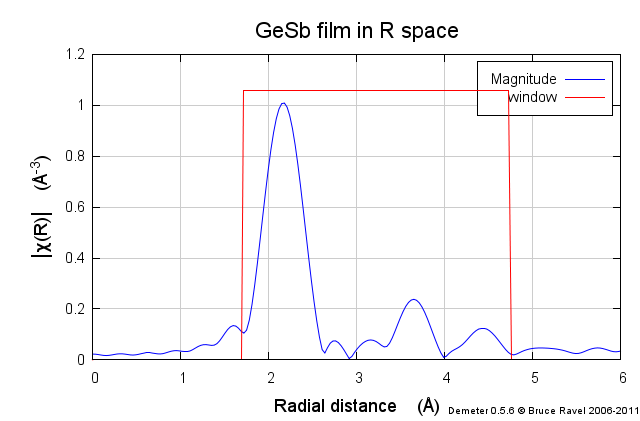 GeSb film in R space
Magnitude
window
|χ(R)| (Å-3)
1.2
1
0.8
0.6
0.4
0.2
0
0 1 2 3 4 5 6
Radial distance (Å)
Demeter 0.5.6 © Bruce Ravel 2006-2011